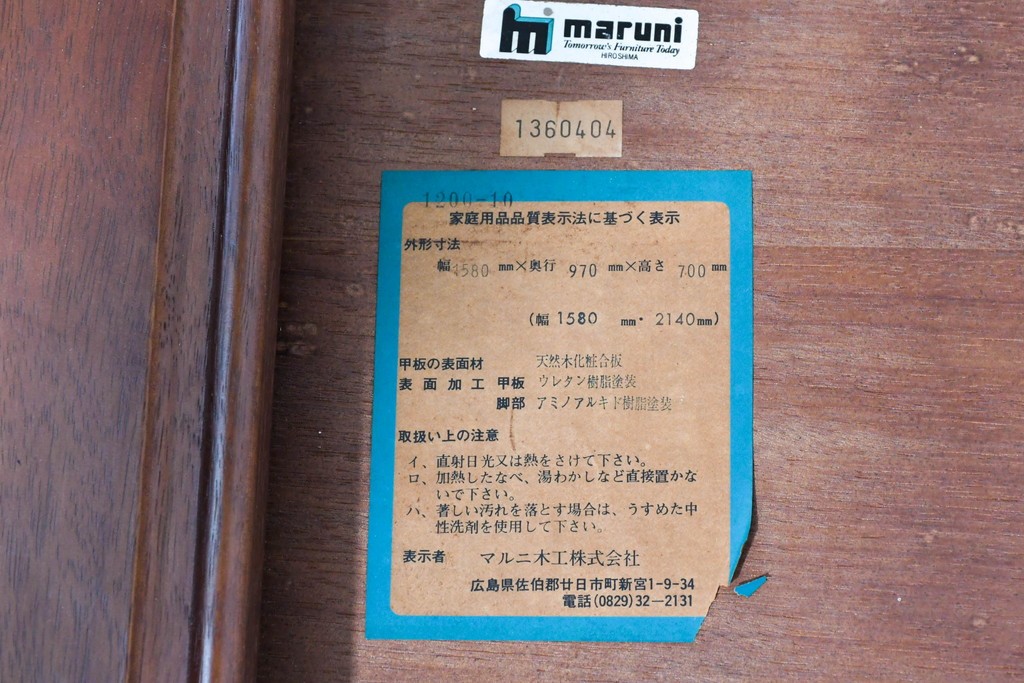 maruni
Tomorrow's Furniture Today
HIROSHIMA
1360404
1200-10
家庭用品品質表示法に基づく表示
外形寸法
幅 1580 mm×奥行 970 mm×高さ 700 mm
(幅 1580 mm・2140mm)
甲板の表面材 天然木化粧合板
表面加工 甲板 ウレタン樹脂塗装
脚部 アミノアルキド樹脂塗装
取扱い上の注意
イ、直射日光又は熱をさけて下さい。
ロ、加熱したなべ、湯わかしなど直接置かな
いで下さい。
ハ、著しい汚れを落とす場合は、うすめた中
性洗剤を使用して下さい。
表示者 マルニ木工株式会社
広島県佐伯郡廿日市町新宮1-9-34
電話(0829)32-2131